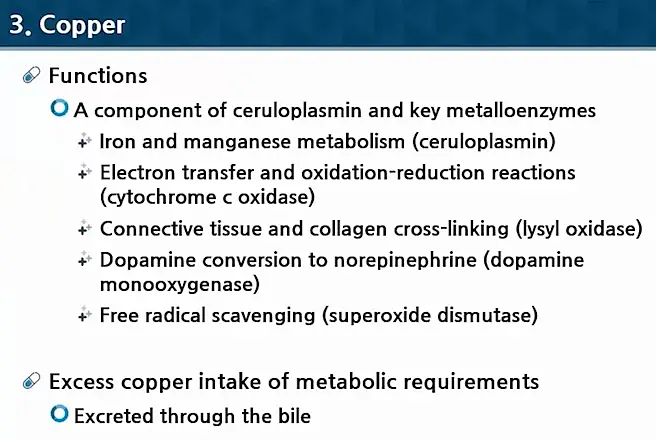 3. Copper
Functions
A component of ceruloplasmin and key metalloenzymes
Iron and manganese metabolism (ceruloplasmin)
Electron transfer and oxidation-reduction reactions
(cytochrome c oxidase)
Connective tissue and collagen cross-linking (lysyl oxidase)
Dopamine conversion to norepinephrine (dopamine
monooxygenase)
Free radical scavenging (superoxide dismutase)
Excess copper intake of metabolic requirements
Excreted through the bile